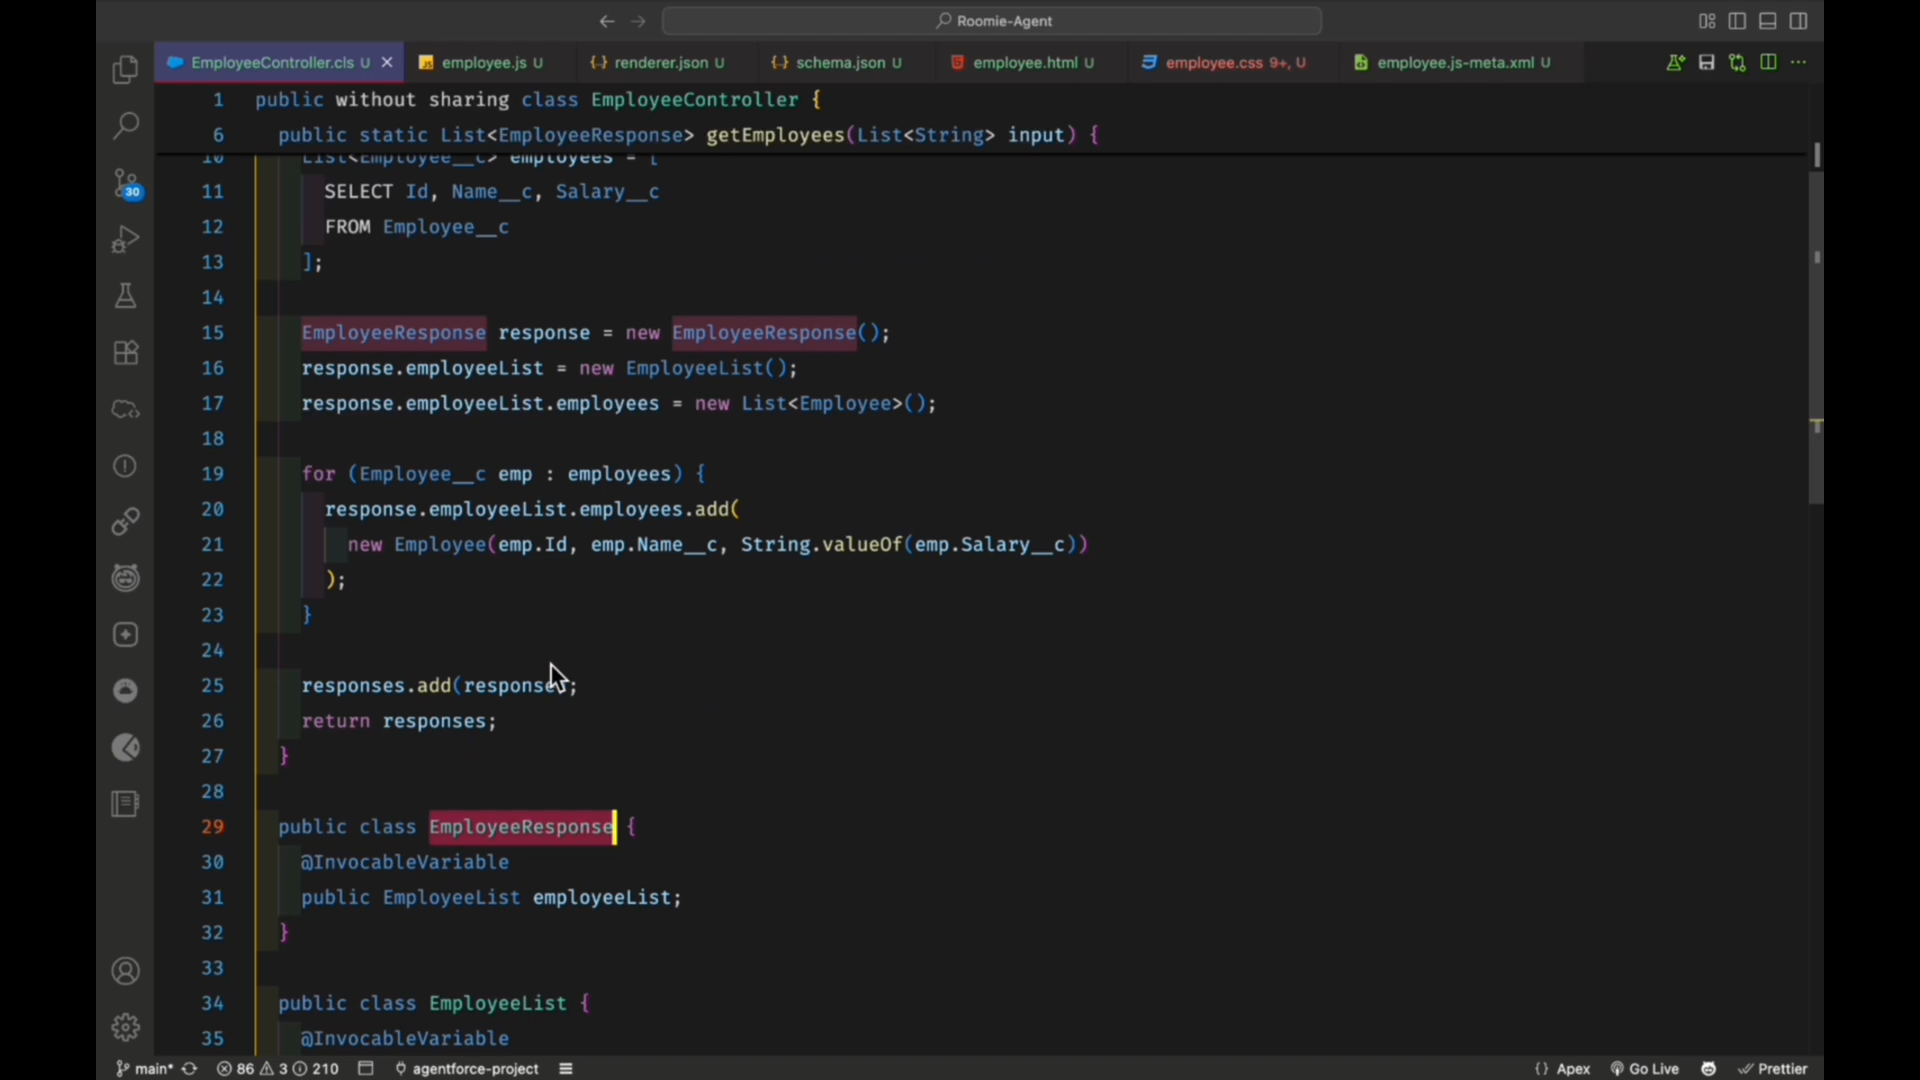 Roomie-Agent
EmployeeController.cls U
employee.js U
{} renderer.json U
{} schema.json U
employee.html U
employee.css 9+, U
employee.js-meta.xml U
1 public without sharing class EmployeeController {
6 public static List<EmployeeResponse> getEmployees(List<String> input) {
10 List<Employee__c> employees = [
11 SELECT Id, Name__c, Salary__c
12 FROM Employee__c
13 ];
14
15 EmployeeResponse response = new EmployeeResponse();
16 response.employeeList = new EmployeeList();
17 response.employeeList.employees = new List<Employee>();
18
19 for (Employee__c emp : employees) {
20 response.employeeList.employees.add(
21 new Employee(emp.Id, emp.Name__c, String.valueOf(emp.Salary__c))
22 );
23 }
24
25 responses.add(response);
26 return responses;
27 }
28
29 public class EmployeeResponse {
30 @InvocableVariable
31 public EmployeeList employeeList;
32 }
33
34 public class EmployeeList {
35 @InvocableVariable
30
main* 86 3 210 agentforce-project {} Apex Go Live Prettier